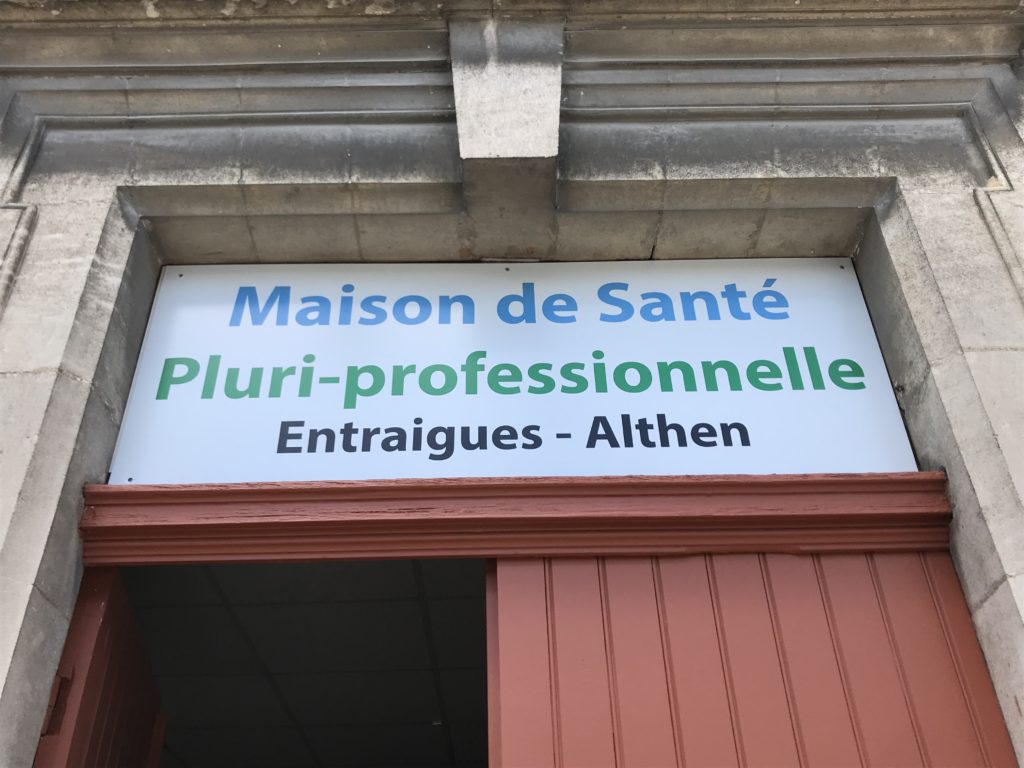 Maison de Santé
Pluri-professionnelle
Entraigues - Althen